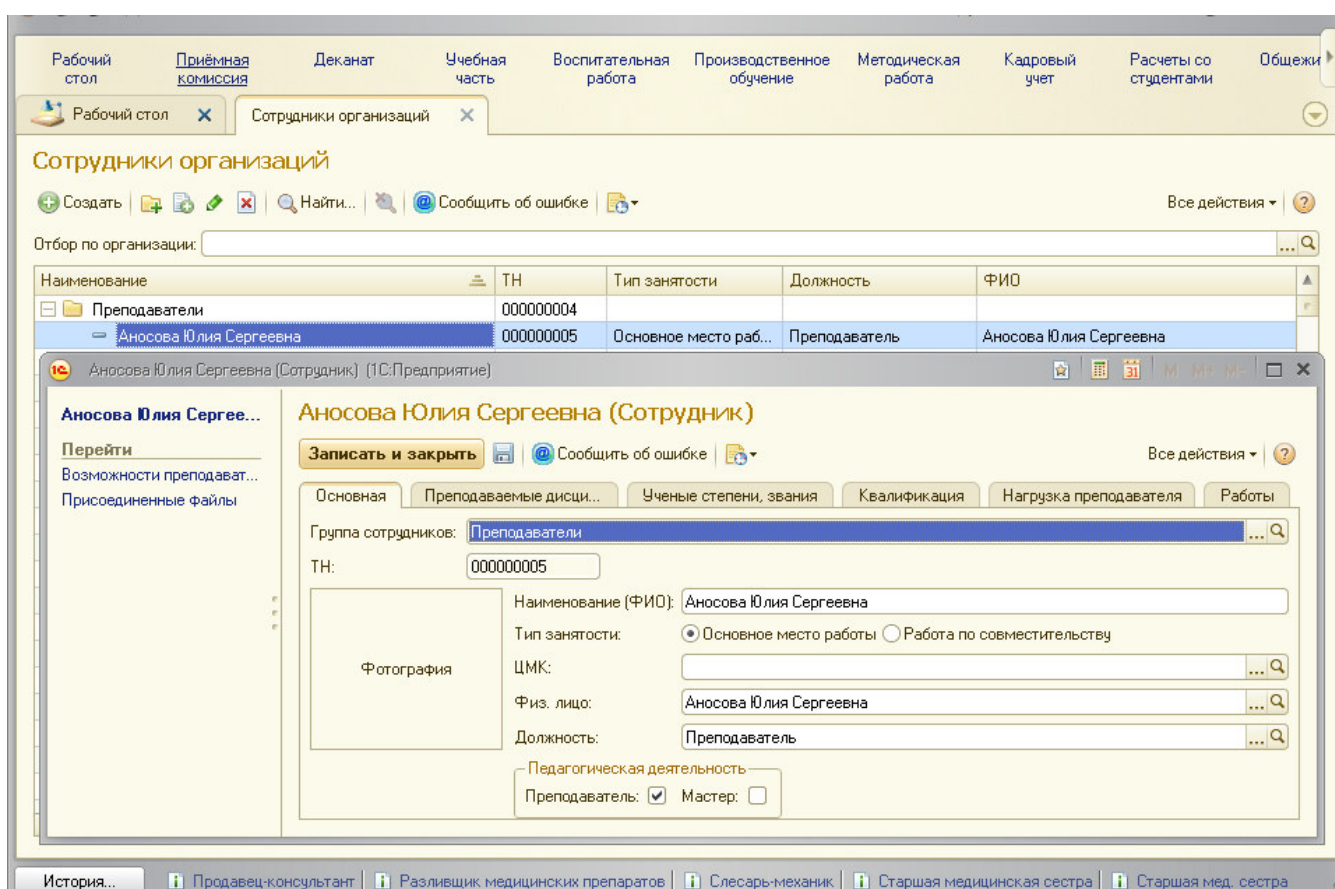 Рабочий стол
Приёмная комиссия
Деканат
Учебная часть
Воспитательная работа
Производственное обучение
Методическая работа
Кадровый учет
Расчеты со студентами
Общежи
Рабочий стол
Сотрудники организаций
Сотрудники организаций
Создать Найти... Сообщить об ошибке Все действия
Отбор по организации:
Наименование ТН Тип занятости Должность ФИО
Преподаватели 000000004
Аносова Юлия Сергеевна 000000005 Основное место раб... Преподаватель Аносова Юлия Сергеевна
Аносова Юлия Сергеевна (Сотрудник) (1С:Предприятие) 31 M M+ M-
Аносова Юлия Сергее...
Перейти
Возможности преподават...
Присоединенные файлы
Аносова Юлия Сергеевна (Сотрудник)
Записать и закрыть Сообщить об ошибке Все действия
Основная Преподаваемые дисци... Ученые степени, звания Квалификация Нагрузка преподавателя Работы
Группа сотрудников: Преподаватели
ТН: 000000005
Фотография
Наименование (ФИО): Аносова Юлия Сергеевна
Тип занятости: Основное место работы Работа по совместительству
ЦМК:
Физ. лицо: Аносова Юлия Сергеевна
Должность: Преподаватель
Педагогическая деятельность
Преподаватель: Мастер:
История... Продавец-консультант Разливщик медицинских препаратов Слесарь-механик Старшая медицинская сестра Старшая мед. сестра